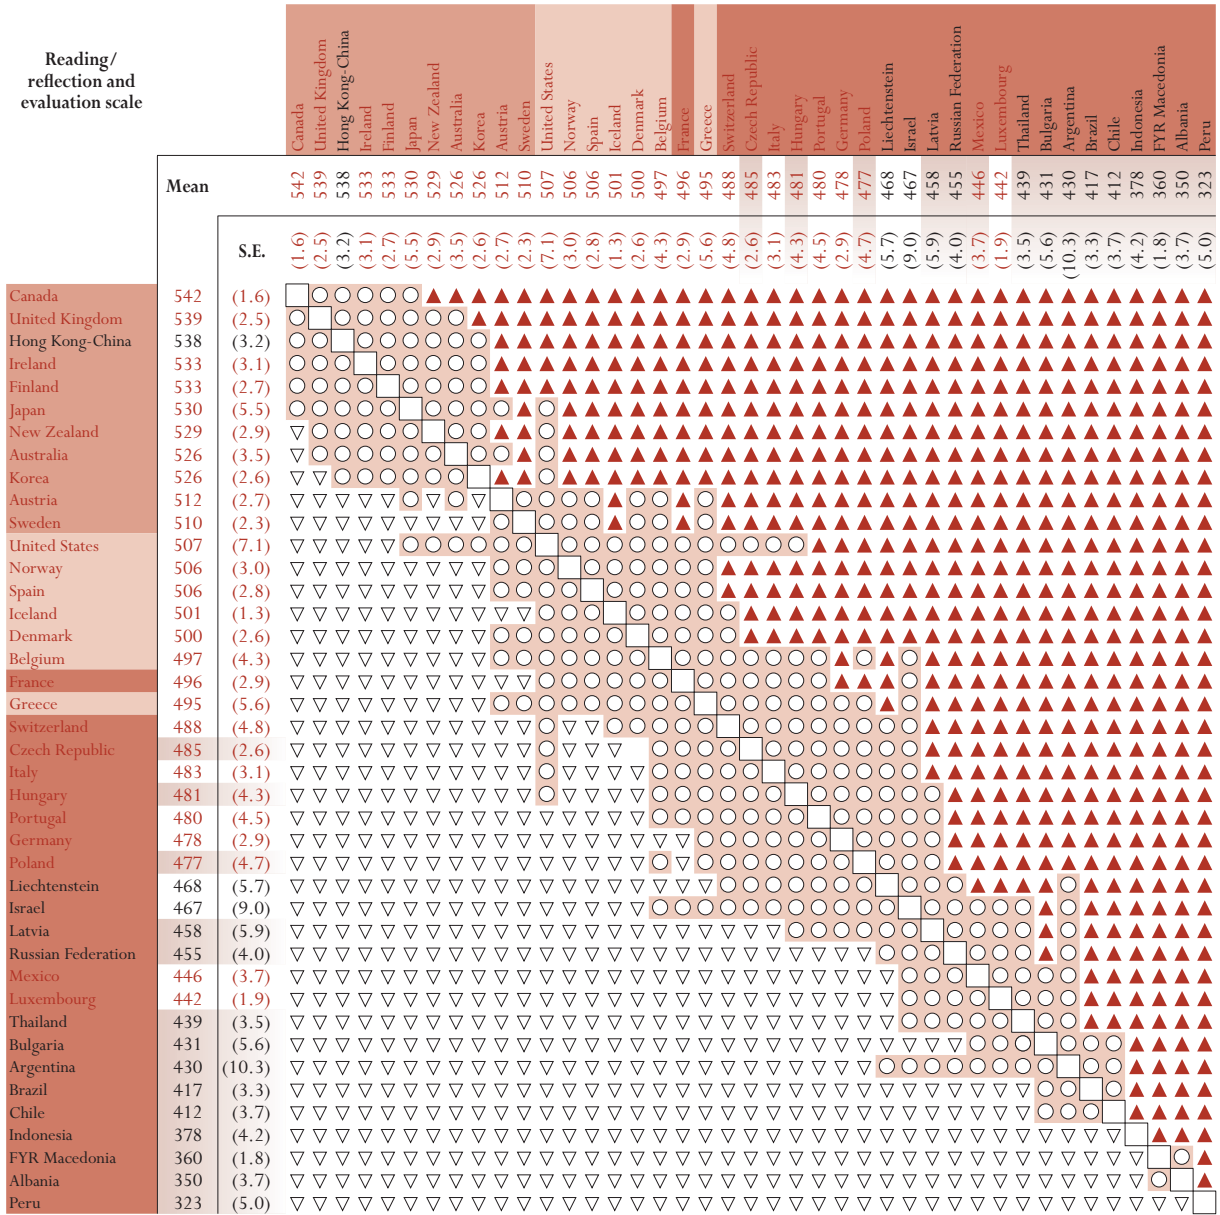 Reading/
reflection and
evaluation scale
Canada
United Kingdom
Hong Kong-China
Ireland
Finland
Japan
New Zealand
Australia
Korea
Austria
Sweden
United States
Norway
Spain
Iceland
Denmark
Belgium
France
Greece
Switzerland
Czech Republic
Italy
Hungary
Portugal
Germany
Poland
Liechtenstein
Israel
Latvia
Russian Federation
Mexico
Luxembourg
Thailand
Bulgaria
Argentina
Brazil
Chile
Indonesia
FYR Macedonia
Albania
Peru
Mean 542 539 538 533 533 530 529 526 526 512 510 507 506 506 501 500 497 496 495 488 485 483 481 480 478 477 468 467 458 455 446 442 439 431 430 417 412 378 360 350 323
S.E. (1.6) (2.5) (3.2) (3.1) (2.7) (5.5) (2.9) (3.5) (2.6) (2.7) (2.3) (7.1) (3.0) (2.8) (1.3) (2.6) (4.3) (2.9) (5.6) (4.8) (2.6) (3.1) (4.3) (4.5) (2.9) (4.7) (5.7) (9.0) (5.9) (4.0) (3.7) (1.9) (3.5) (5.6) (10.3) (3.3) (3.7) (4.2) (1.8) (3.7) (5.0)
Canada 542 (1.6)
United Kingdom 539 (2.5)
Hong Kong-China 538 (3.2)
Ireland 533 (3.1)
Finland 533 (2.7)
Japan 530 (5.5)
New Zealand 529 (2.9)
Australia 526 (3.5)
Korea 526 (2.6)
Austria 512 (2.7)
Sweden 510 (2.3)
United States 507 (7.1)
Norway 506 (3.0)
Spain 506 (2.8)
Iceland 501 (1.3)
Denmark 500 (2.6)
Belgium 497 (4.3)
France 496 (2.9)
Greece 495 (5.6)
Switzerland 488 (4.8)
Czech Republic 485 (2.6)
Italy 483 (3.1)
Hungary 481 (4.3)
Portugal 480 (4.5)
Germany 478 (2.9)
Poland 477 (4.7)
Liechtenstein 468 (5.7)
Israel 467 (9.0)
Latvia 458 (5.9)
Russian Federation 455 (4.0)
Mexico 446 (3.7)
Luxembourg 442 (1.9)
Thailand 439 (3.5)
Bulgaria 431 (5.6)
Argentina 430 (10.3)
Brazil 417 (3.3)
Chile 412 (3.7)
Indonesia 378 (4.2)
FYR Macedonia 360 (1.8)
Albania 350 (3.7)
Peru 323 (5.0)